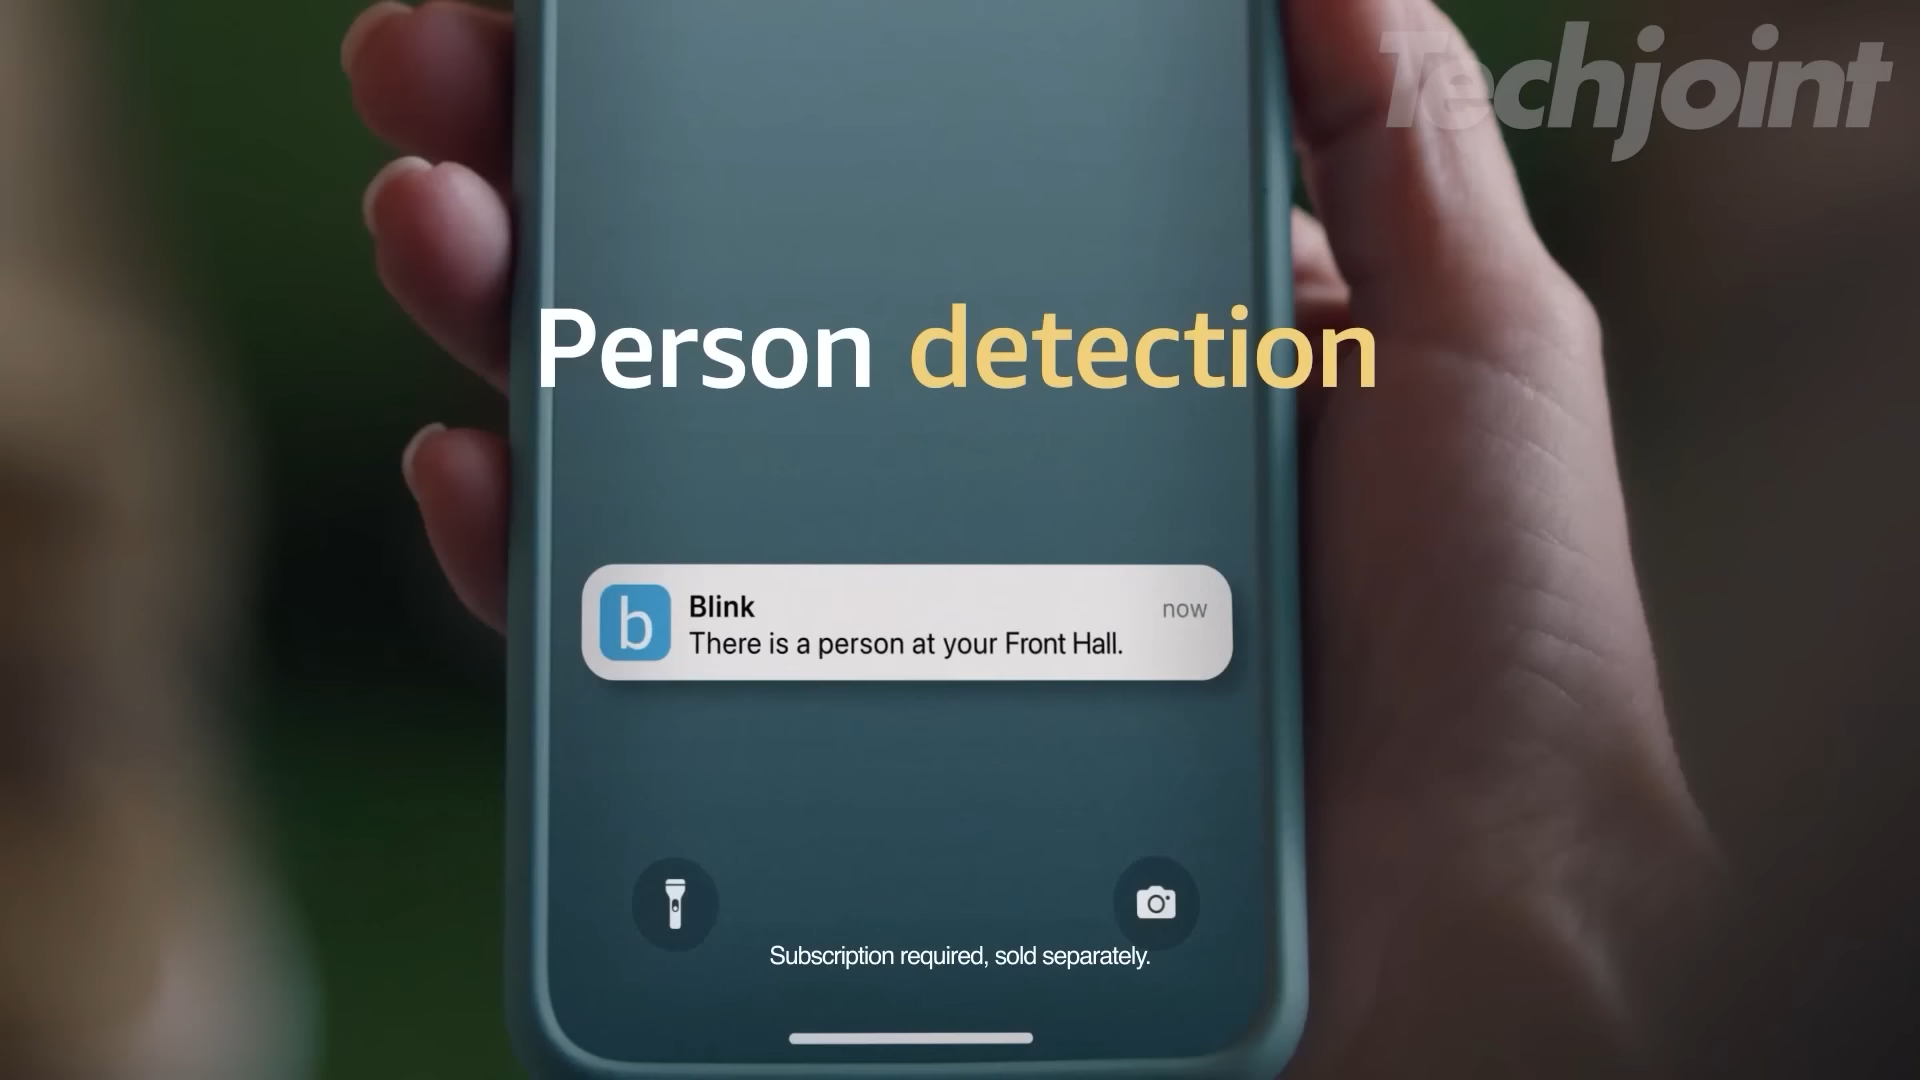 Techjoint
Person detection
b
Blink
now
There is a person at your Front Hall.
Subscription required, sold separately.